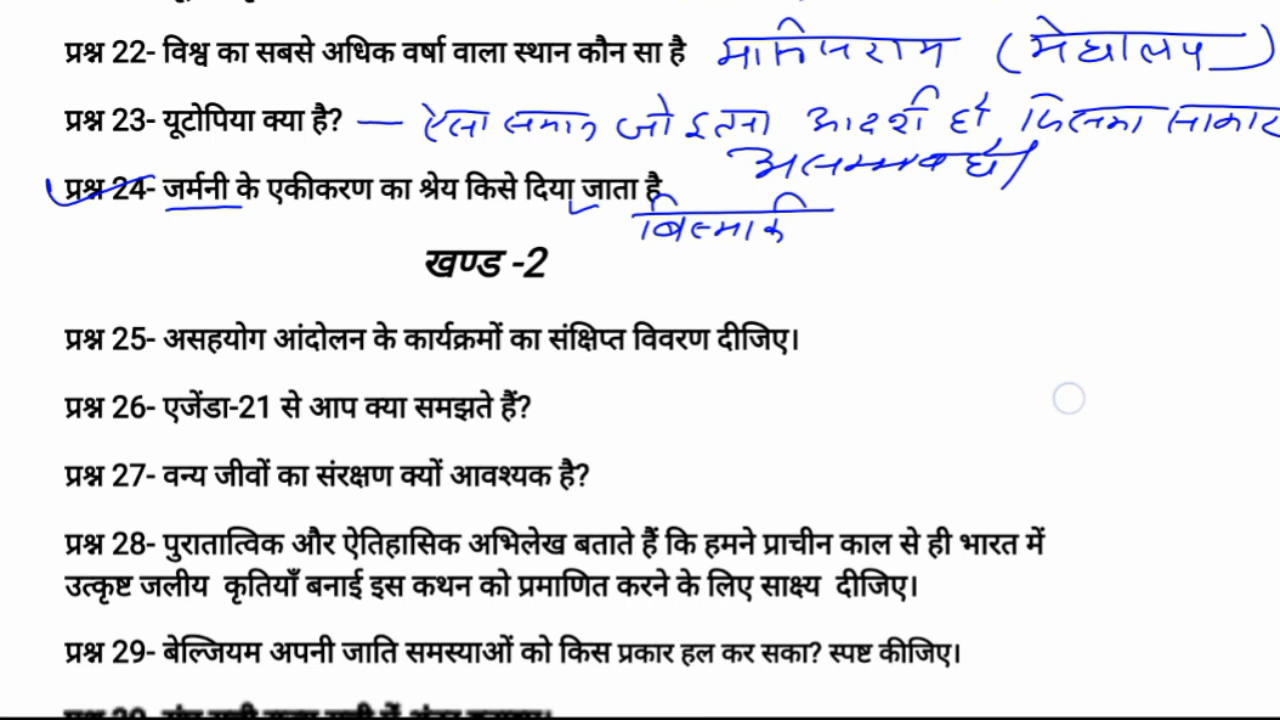 प्रश्न 22- विश्व का सबसे अधिक वर्षा वाला स्थान कौन सा है (मेघालय)
प्रश्न 23- यूटोपिया क्या है? — ऐसा समाज जो इतना आदर्श हो जिसका साकार
असम्भव हो।
प्रश्न 24- जर्मनी के एकीकरण का श्रेय किसे दिया जाता है
बिस्मार्क
खण्ड -2
प्रश्न 25- असहयोग आंदोलन के कार्यक्रमों का संक्षिप्त विवरण दीजिए।
प्रश्न 26- एजेंडा-21 से आप क्या समझते हैं?
प्रश्न 27- वन्य जीवों का संरक्षण क्यों आवश्यक है?
प्रश्न 28- पुरातात्विक और ऐतिहासिक अभिलेख बताते हैं कि हमने प्राचीन काल से ही भारत में
उत्कृष्ट जलीय कृतियाँ बनाई इस कथन को प्रमाणित करने के लिए साक्ष्य दीजिए।
प्रश्न 29- बेल्जियम अपनी जाति समस्याओं को किस प्रकार हल कर सका? स्पष्ट कीजिए।